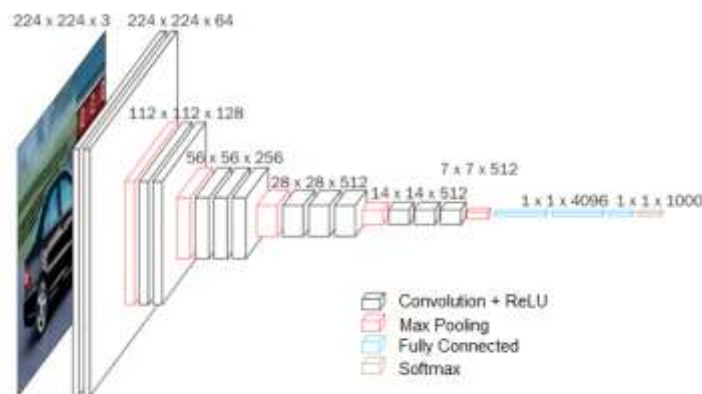 224 x 224 x 3
224 x 224 x 64
112 x 112 x 128
56 x 56 x 256
28 x 28 x 512
14 x 14 x 512
7 x 7 x 512
1 x 1 x 4096
1 x 1 x 1000
Convolution + ReLU
Max Pooling
Fully Connected
Softmax